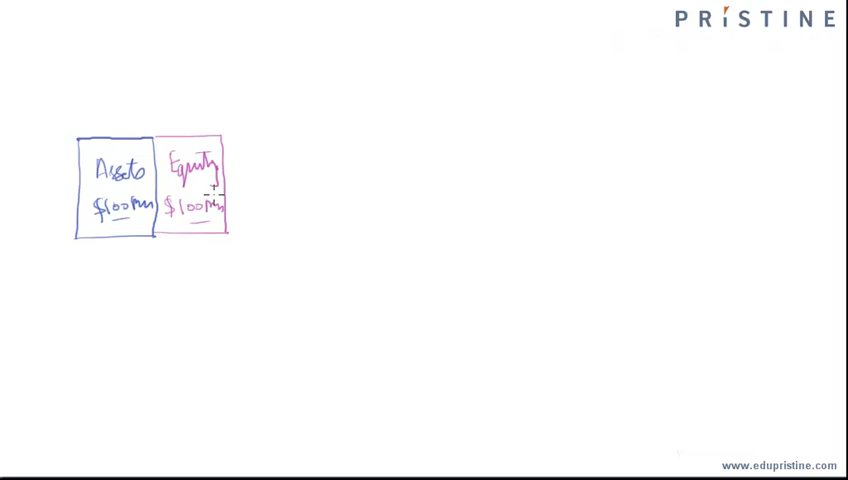 PRISTINE
Assets
$100Mn
Equity
$100Mn
www.edupristine.com